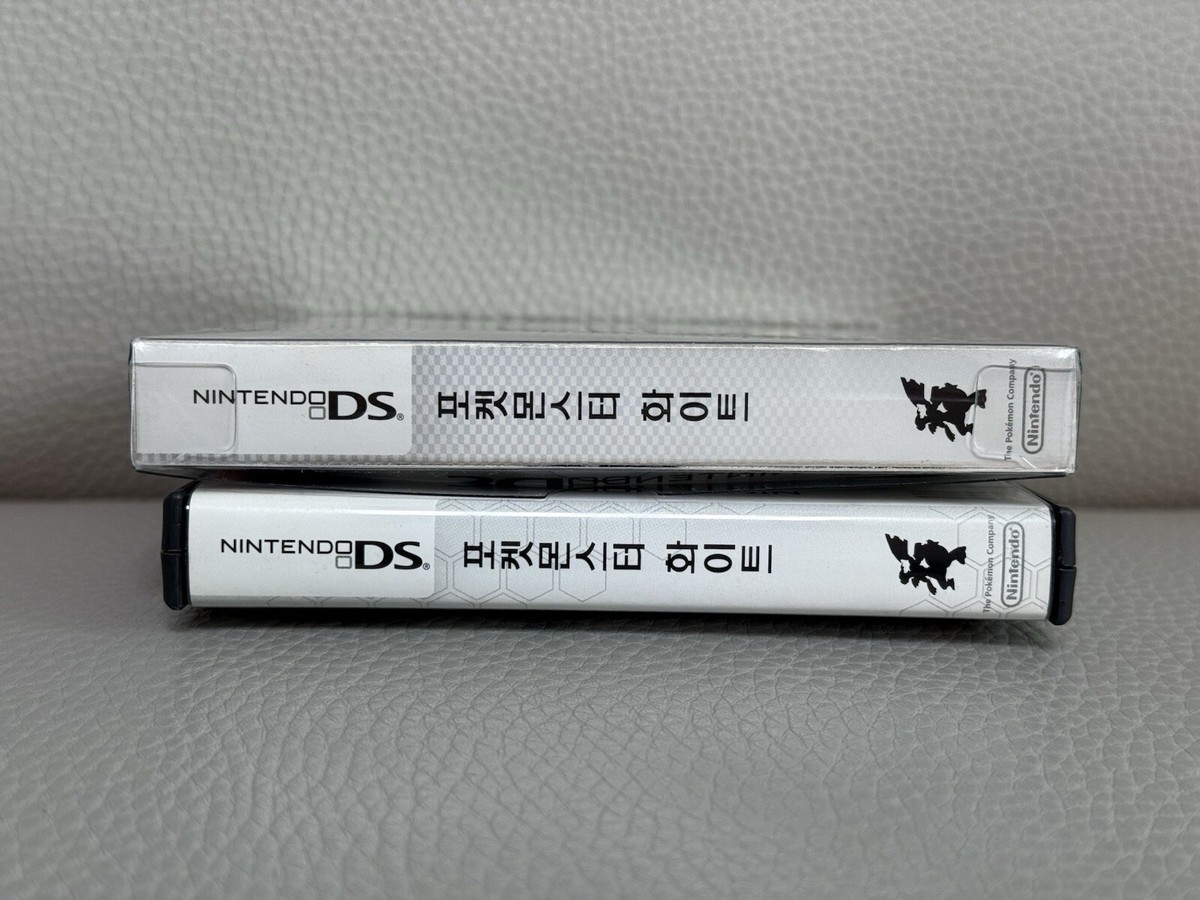 NINTENDO DS®
포켓몬스터 화이트
The Pokémon Company
Nintendo®
NINTENDO DS®
포켓몬스터 화이트
The Pokémon Company
Nintendo®